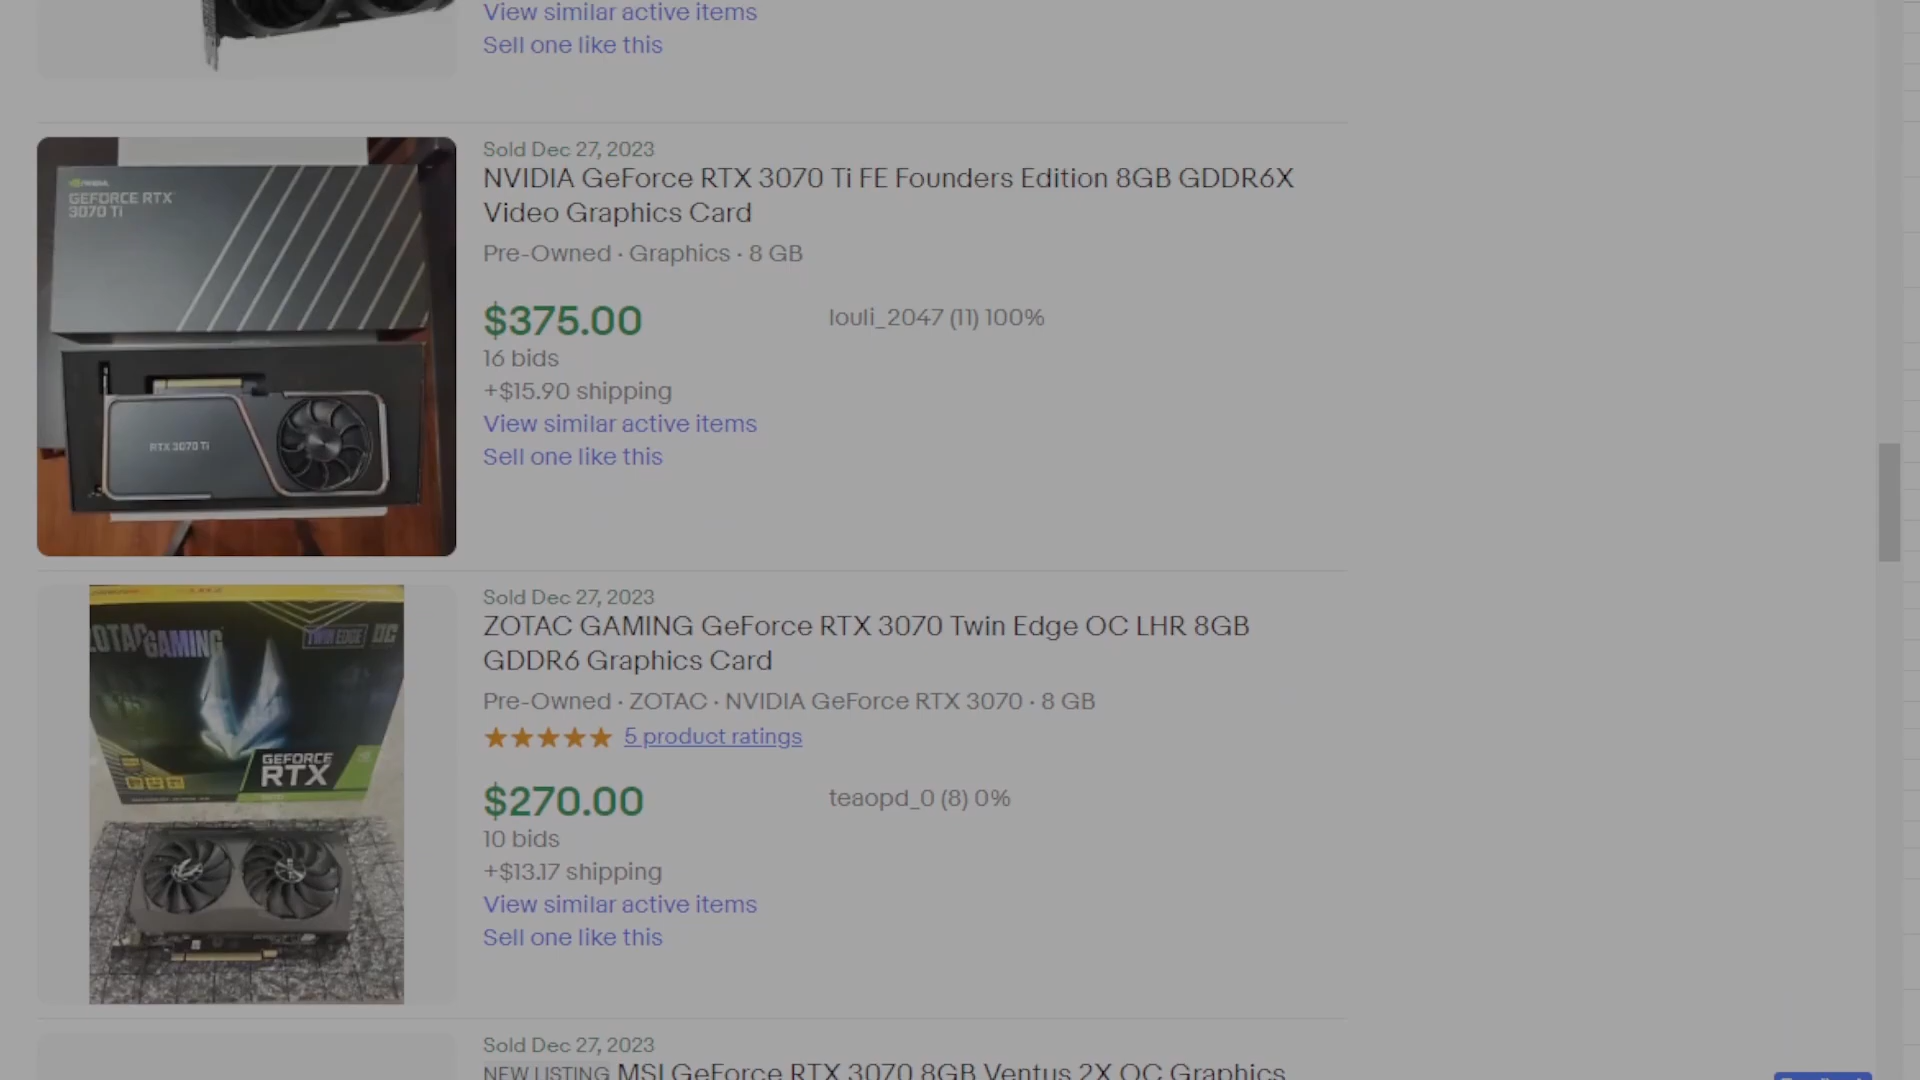 View similar active items
Sell one like this
Sold Dec 27, 2023
NVIDIA GeForce RTX 3070 Ti FE Founders Edition 8GB GDDR6X
Video Graphics Card
Pre-Owned · Graphics · 8 GB
$375.00
louli_2047 (11) 100%
16 bids
+$15.90 shipping
View similar active items
Sell one like this
NVIDIA
GEFORCE RTX
3070 Ti
RTX 3070 Ti
Sold Dec 27, 2023
ZOTAC GAMING GeForce RTX 3070 Twin Edge OC LHR 8GB
GDDR6 Graphics Card
Pre-Owned · ZOTAC · NVIDIA GeForce RTX 3070 · 8 GB
5 product ratings
$270.00
teaopd_0 (8) 0%
10 bids
+$13.17 shipping
View similar active items
Sell one like this
ZOTAC GAMING
TWIN EDGE OC
GEFORCE
RTX
Sold Dec 27, 2023
NEW LISTING MSI GeForce RTX 3070 8GB Ventus 2X OC Graphics